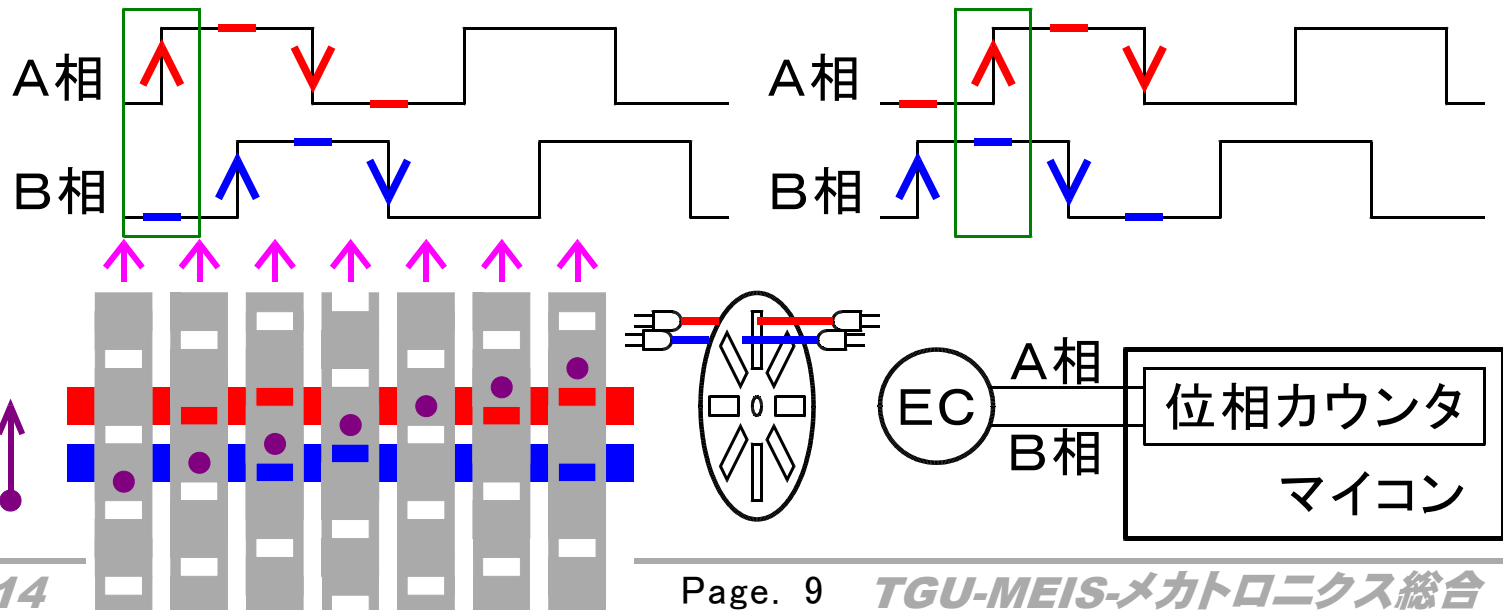 A相
A相
B相
B相
A相
EC
位相カウンタ
B相
マイコン
14
Page. 9
TGU-MEIS-メカトロニクス総合